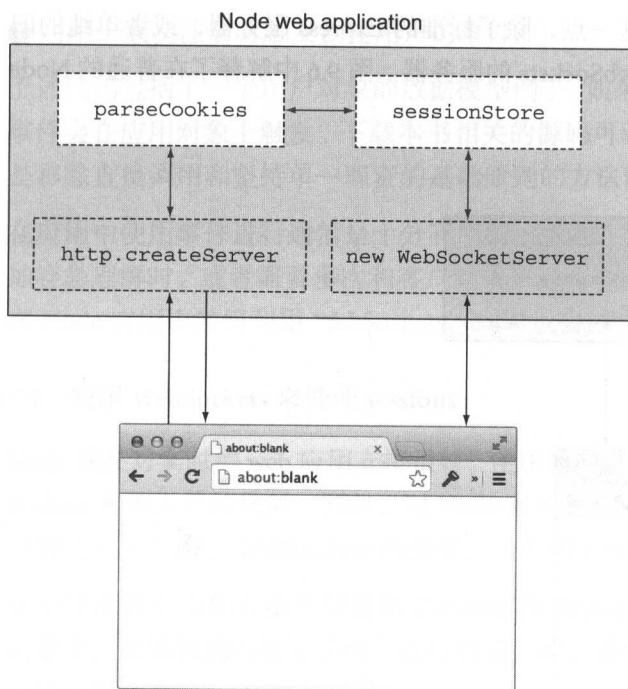 Node web application
parseCookies
sessionStore
http.createServer
new WebSocketServer
about:blank
about:blank